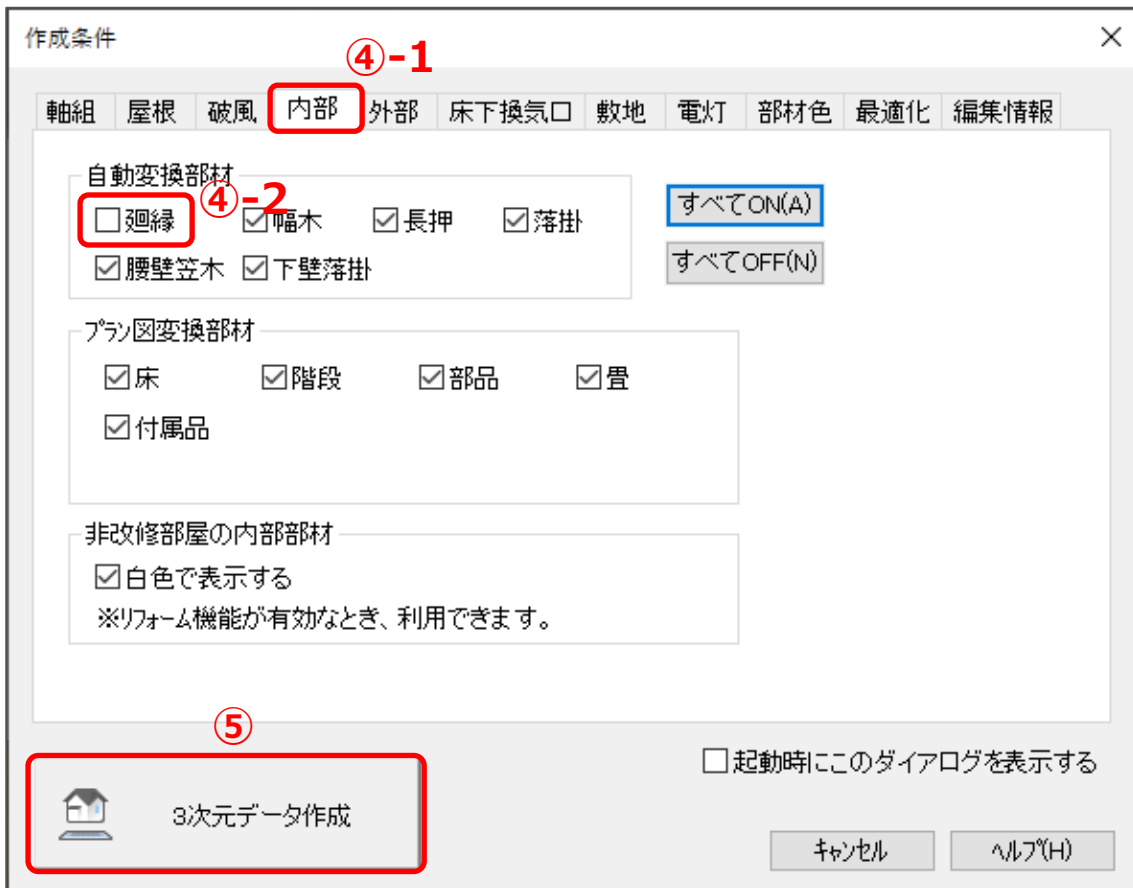 作成条件
④-1
軸組 屋根 破風 内部 外部 床下換気口 敷地 電灯 部材色 最適化 編集情報
自動変換部材
④-2
廻縁 幅木 長押 落掛
腰壁笠木 下壁落掛
すべてON(A)
すべてOFF(N)
プラン図変換部材
床 階段 部品 畳
付属品
非改修部屋の内部部材
白色で表示する
※リフォーム機能が有効なとき、利用できます。
⑤
3次元データ作成
起動時にこのダイアログを表示する
キャンセル ヘルプ(H)